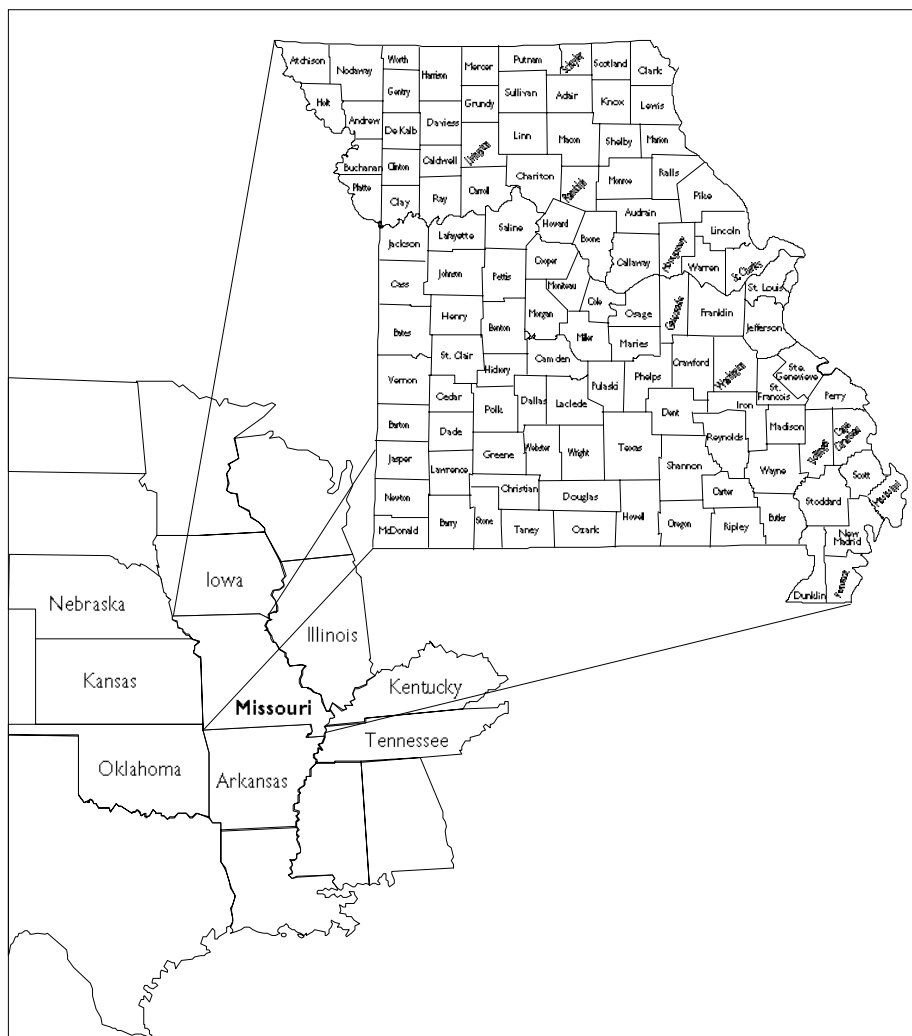 Atchison
Nodaway
Worth
Harrison
Mercer
Putnam
Schuyler
Scotland
Clark
Holt
Gentry
Grundy
Sullivan
Adair
Knox
Lewis
Andrew
De Kalb
Daviess
Livingston
Linn
Macon
Shelby
Marion
Buchanan
Clinton
Caldwell
Chariton
Randolph
Monroe
Ralls
Platte
Clay
Ray
Carroll
Pike
Audrain
Jackson
Lafayette
Saline
Howard
Boone
Callaway
Montgomery
Lincoln
Warren
St. Charles
St. Louis
Cass
Johnson
Pettis
Cooper
Moniteau
Cole
Osage
Gasconade
Franklin
Jefferson
Bates
Henry
Benton
Morgan
Miller
Maries
St. Clair
Hickory
Camden
Pulaski
Phelps
Crawford
Washington
Ste.
Genevieve
St.
Francois
Perry
Vernon
Cedar
Polk
Dallas
Laclede
Dent
Iron
Madison
Bollinger
Cape
Girardeau
Barton
Dade
Greene
Webster
Wright
Texas
Reynolds
Wayne
Scott
Mississippi
Jasper
Lawrence
Christian
Douglas
Shannon
Carter
Stoddard
Newton
McDonald
Barry
Stone
Taney
Ozark
Howell
Oregon
Ripley
Butler
New
Madrid
Dunklin
Pemiscot
Iowa
Nebraska
Illinois
Kansas
Kentucky
Missouri
Tennessee
Oklahoma
Arkansas